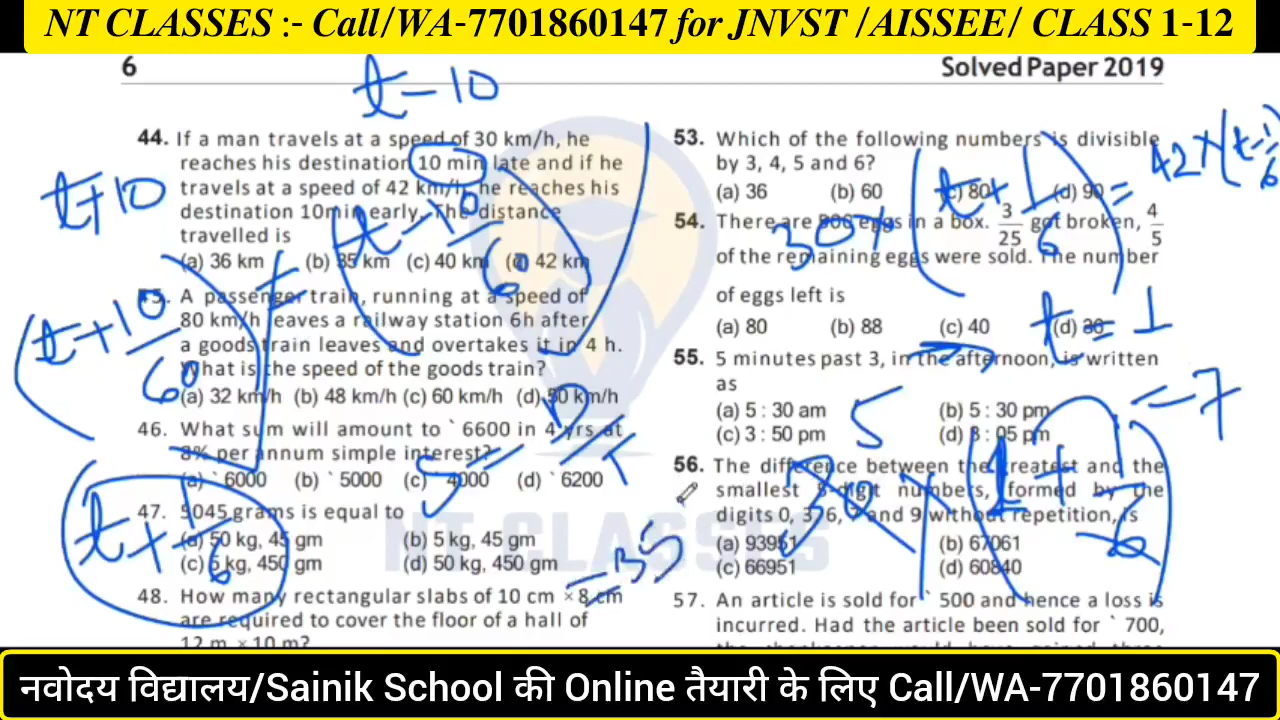 NT CLASSES :- Call/WA-7701860147 for JNVST /AISSEE/ CLASS 1-12
6
Solved Paper 2019
t-10
t+10
44. If a man travels at a speed of 30 km/h, he
reaches his destination 10 min late and if he
travels at a speed of 42 km/h, he reaches his
destination 10min early. The distance
travelled is
(a) 36 km (b) 35 km (c) 40 km (d) 42 km
45. A passenger train, running at a speed of
80 km/h leaves a railway station 6h after
a goods train leaves and overtakes it in 4 h.
What is the speed of the goods train?
(a) 32 km/h (b) 48 km/h (c) 60 km/h (d) 50 km/h
46. What sum will amount to ` 6600 in 4 yrs at
8% per annum simple interest?
(a) ` 6000 (b) ` 5000 (c) ` 4000 (d) ` 6200
47. 5045 grams is equal to
(a) 50 kg, 45 gm (b) 5 kg, 45 gm
(c) 5 kg, 450 gm (d) 50 kg, 450 gm
48. How many rectangular slabs of 10 cm × 8 cm
are required to cover the floor of a hall of
12 m × 10 m?
(t+10/60)
(t+1/6)
S=D/T
=35
53. Which of the following numbers is divisible
by 3, 4, 5 and 6?
(a) 36 (b) 60 (c) 80 (d) 90
54. There are 900 eggs in a box. 3/25 got broken, 4/5
of the remaining eggs were sold. The number
of eggs left is
(a) 80 (b) 88 (c) 40 (d)
55. 5 minutes past 3, in the afternoon, is written
as
(a) 5 : 30 am (b) 5 : 30 pm
(c) 3 : 50 pm (d) 3 : 05 pm
56. The difference between the greatest and the
smallest 5-digit numbers, formed by the
digits 0, 3, 6, 7 and 9 without repetition, is
(a) 93951 (b) 67061
(c) 66951 (d) 60840
57. An article is sold for ` 500 and hence a loss is
incurred. Had the article been sold for ` 700,
30×(t+1/6)=42×(t-1/6
t=1
5
=7
30×(1+1/6)
NT CLASSES
नवोदय विद्यालय/Sainik School की Online तैयारी के लिए Call/WA-7701860147